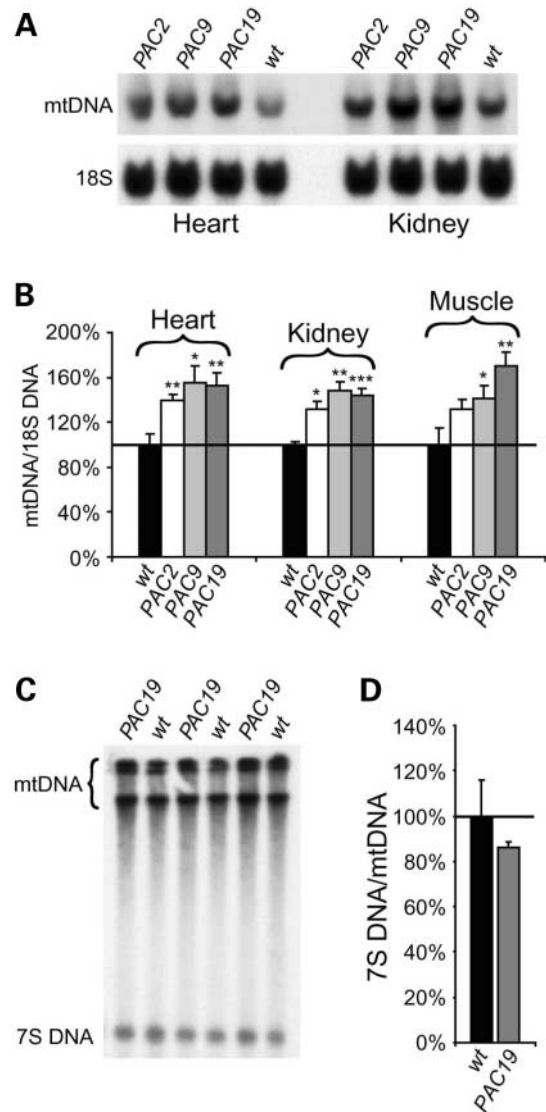 A
PAC2 PAC9 PAC19 wt PAC2 PAC9 PAC19 wt
mtDNA
18S
Heart Kidney
B
mtDNA/18S DNA
200%
160%
120%
80%
40%
0%
Heart Kidney Muscle
** * ** * ** *** * **
wt PAC2 PAC9 PAC19 wt PAC2 PAC9 PAC19 wt PAC2 PAC9 PAC19
C
PAC19 wt PAC19 wt PAC19 wt
mtDNA
7S DNA
D
7S DNA/mtDNA
140%
120%
100%
80%
60%
40%
20%
0%
wt PAC19